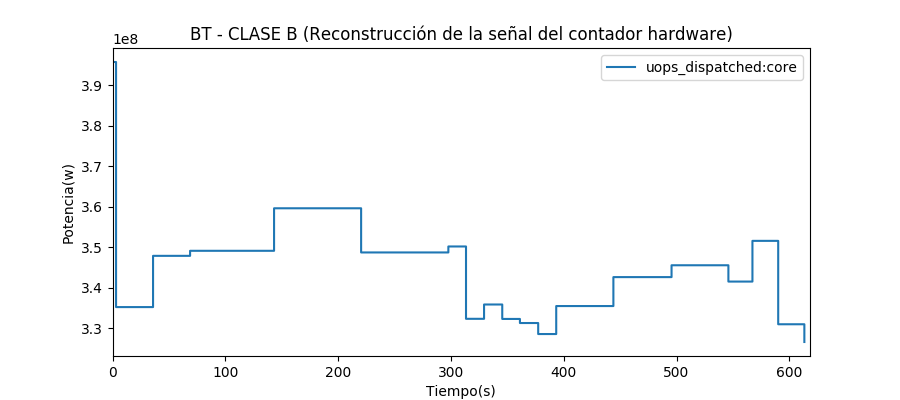 BT - CLASE B (Reconstrucción de la señal del contador hardware)
1e8
uops_dispatched:core
3.9
3.8
3.7
3.6
3.5
3.4
3.3
Potencia(w)
0 100 200 300 400 500 600
Tiempo(s)